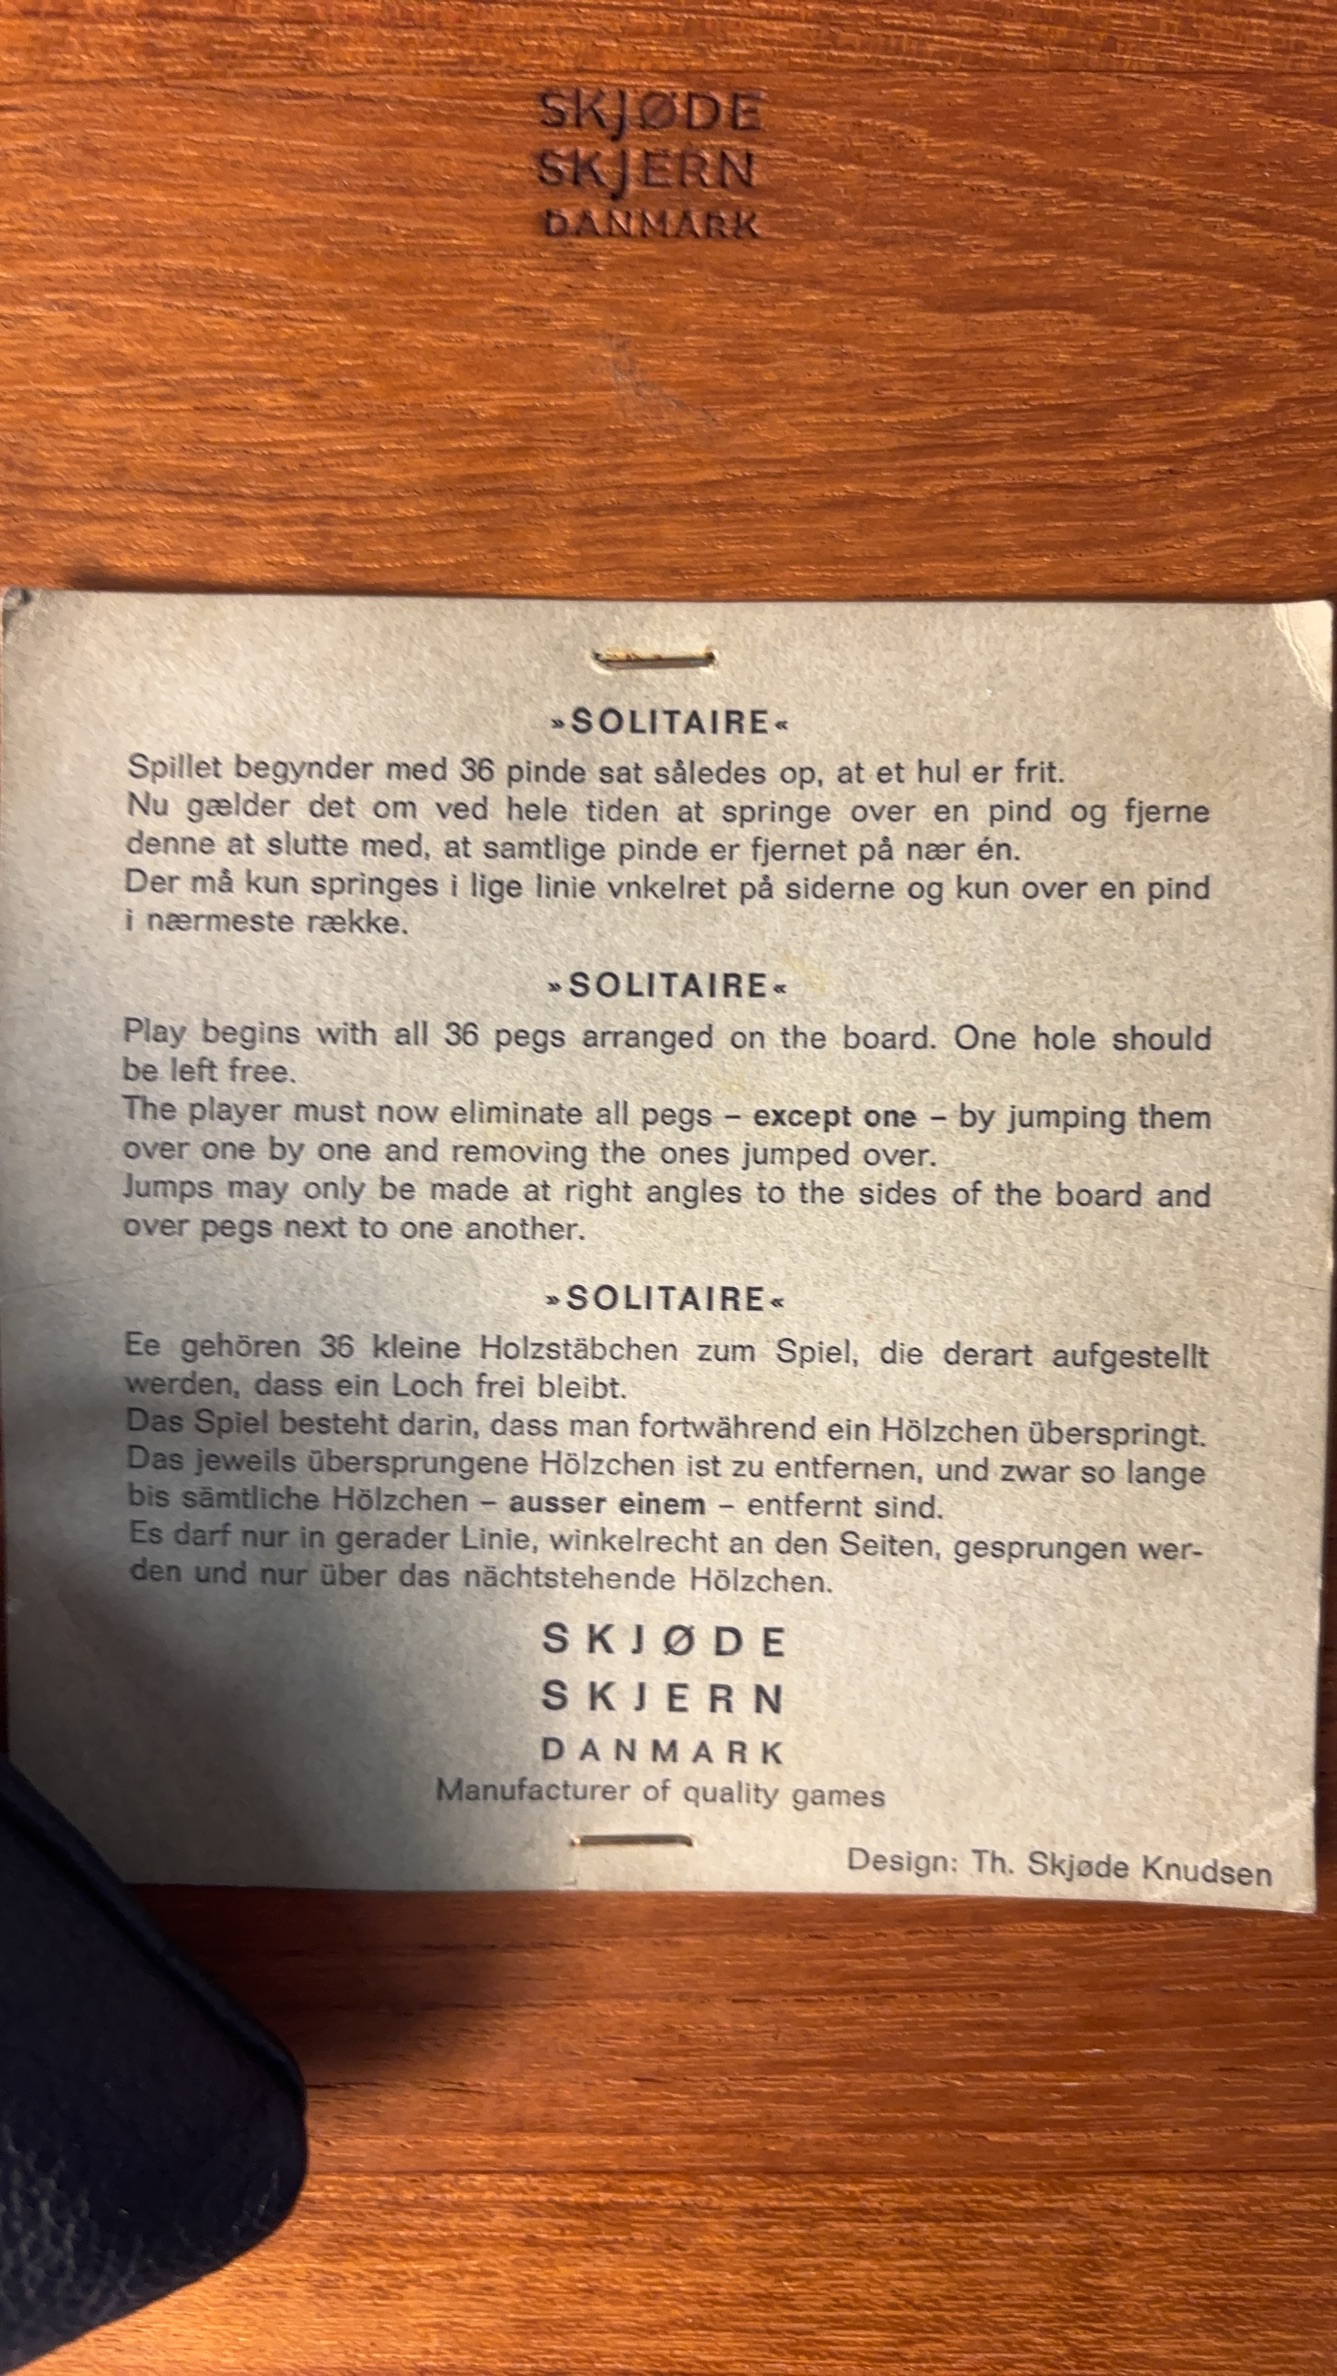 SKJØDE
SKJERN
DANMARK
»SOLITAIRE«
Spillet begynder med 36 pinde sat således op, at et hul er frit.
Nu gælder det om ved hele tiden at springe over en pind og fjerne
denne at slutte med, at samtlige pinde er fjernet på nær én.
Der må kun springes i lige linie vnkelret på siderne og kun over en pind
i nærmeste række.
»SOLITAIRE«
Play begins with all 36 pegs arranged on the board. One hole should
be left free.
The player must now eliminate all pegs – except one – by jumping them
over one by one and removing the ones jumped over.
Jumps may only be made at right angles to the sides of the board and
over pegs next to one another.
»SOLITAIRE«
Ee gehören 36 kleine Holzstäbchen zum Spiel, die derart aufgestellt
werden, dass ein Loch frei bleibt.
Das Spiel besteht darin, dass man fortwährend ein Hölzchen überspringt.
Das jeweils übersprungene Hölzchen ist zu entfernen, und zwar so lange
bis sämtliche Hölzchen – ausser einem – entfernt sind.
Es darf nur in gerader Linie, winkelrecht an den Seiten, gesprungen wer-
den und nur über das nächtstehende Hölzchen.
SKJØDE
SKJERN
DANMARK
Manufacturer of quality games
Design: Th. Skjøde Knudsen